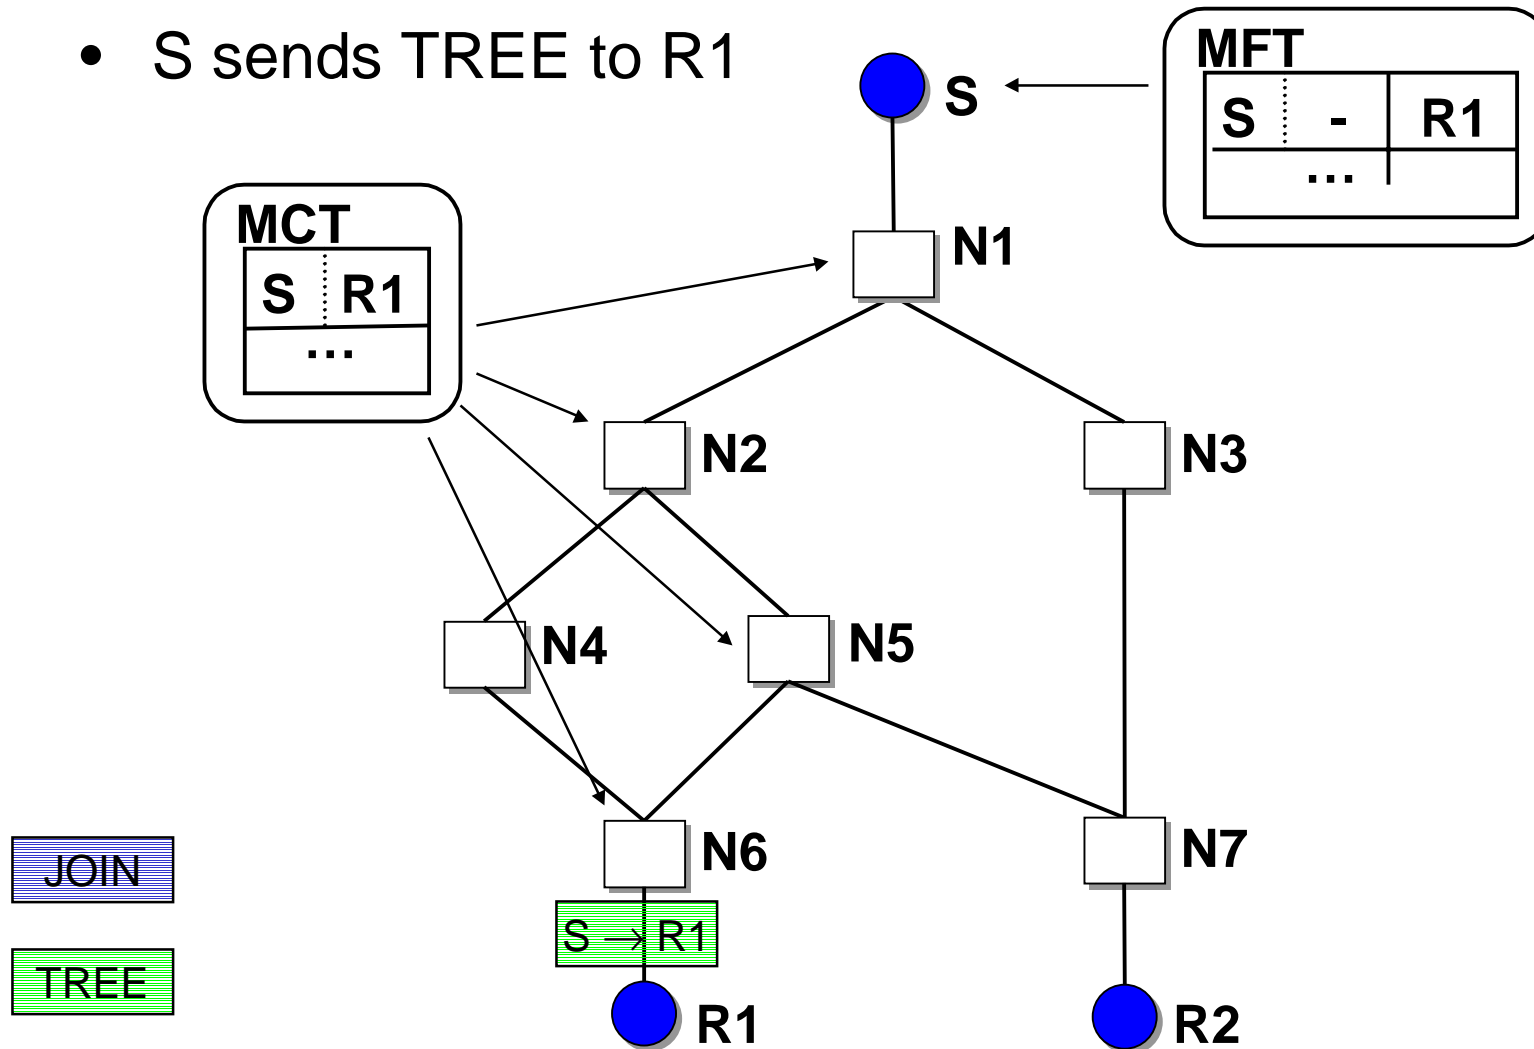 • S sends TREE to R1
MFT
S - R1
...
S
MCT
S R1
...
N1
N2
N3
N4
N5
N6
N7
JOIN
S → R1
TREE
R1
R2